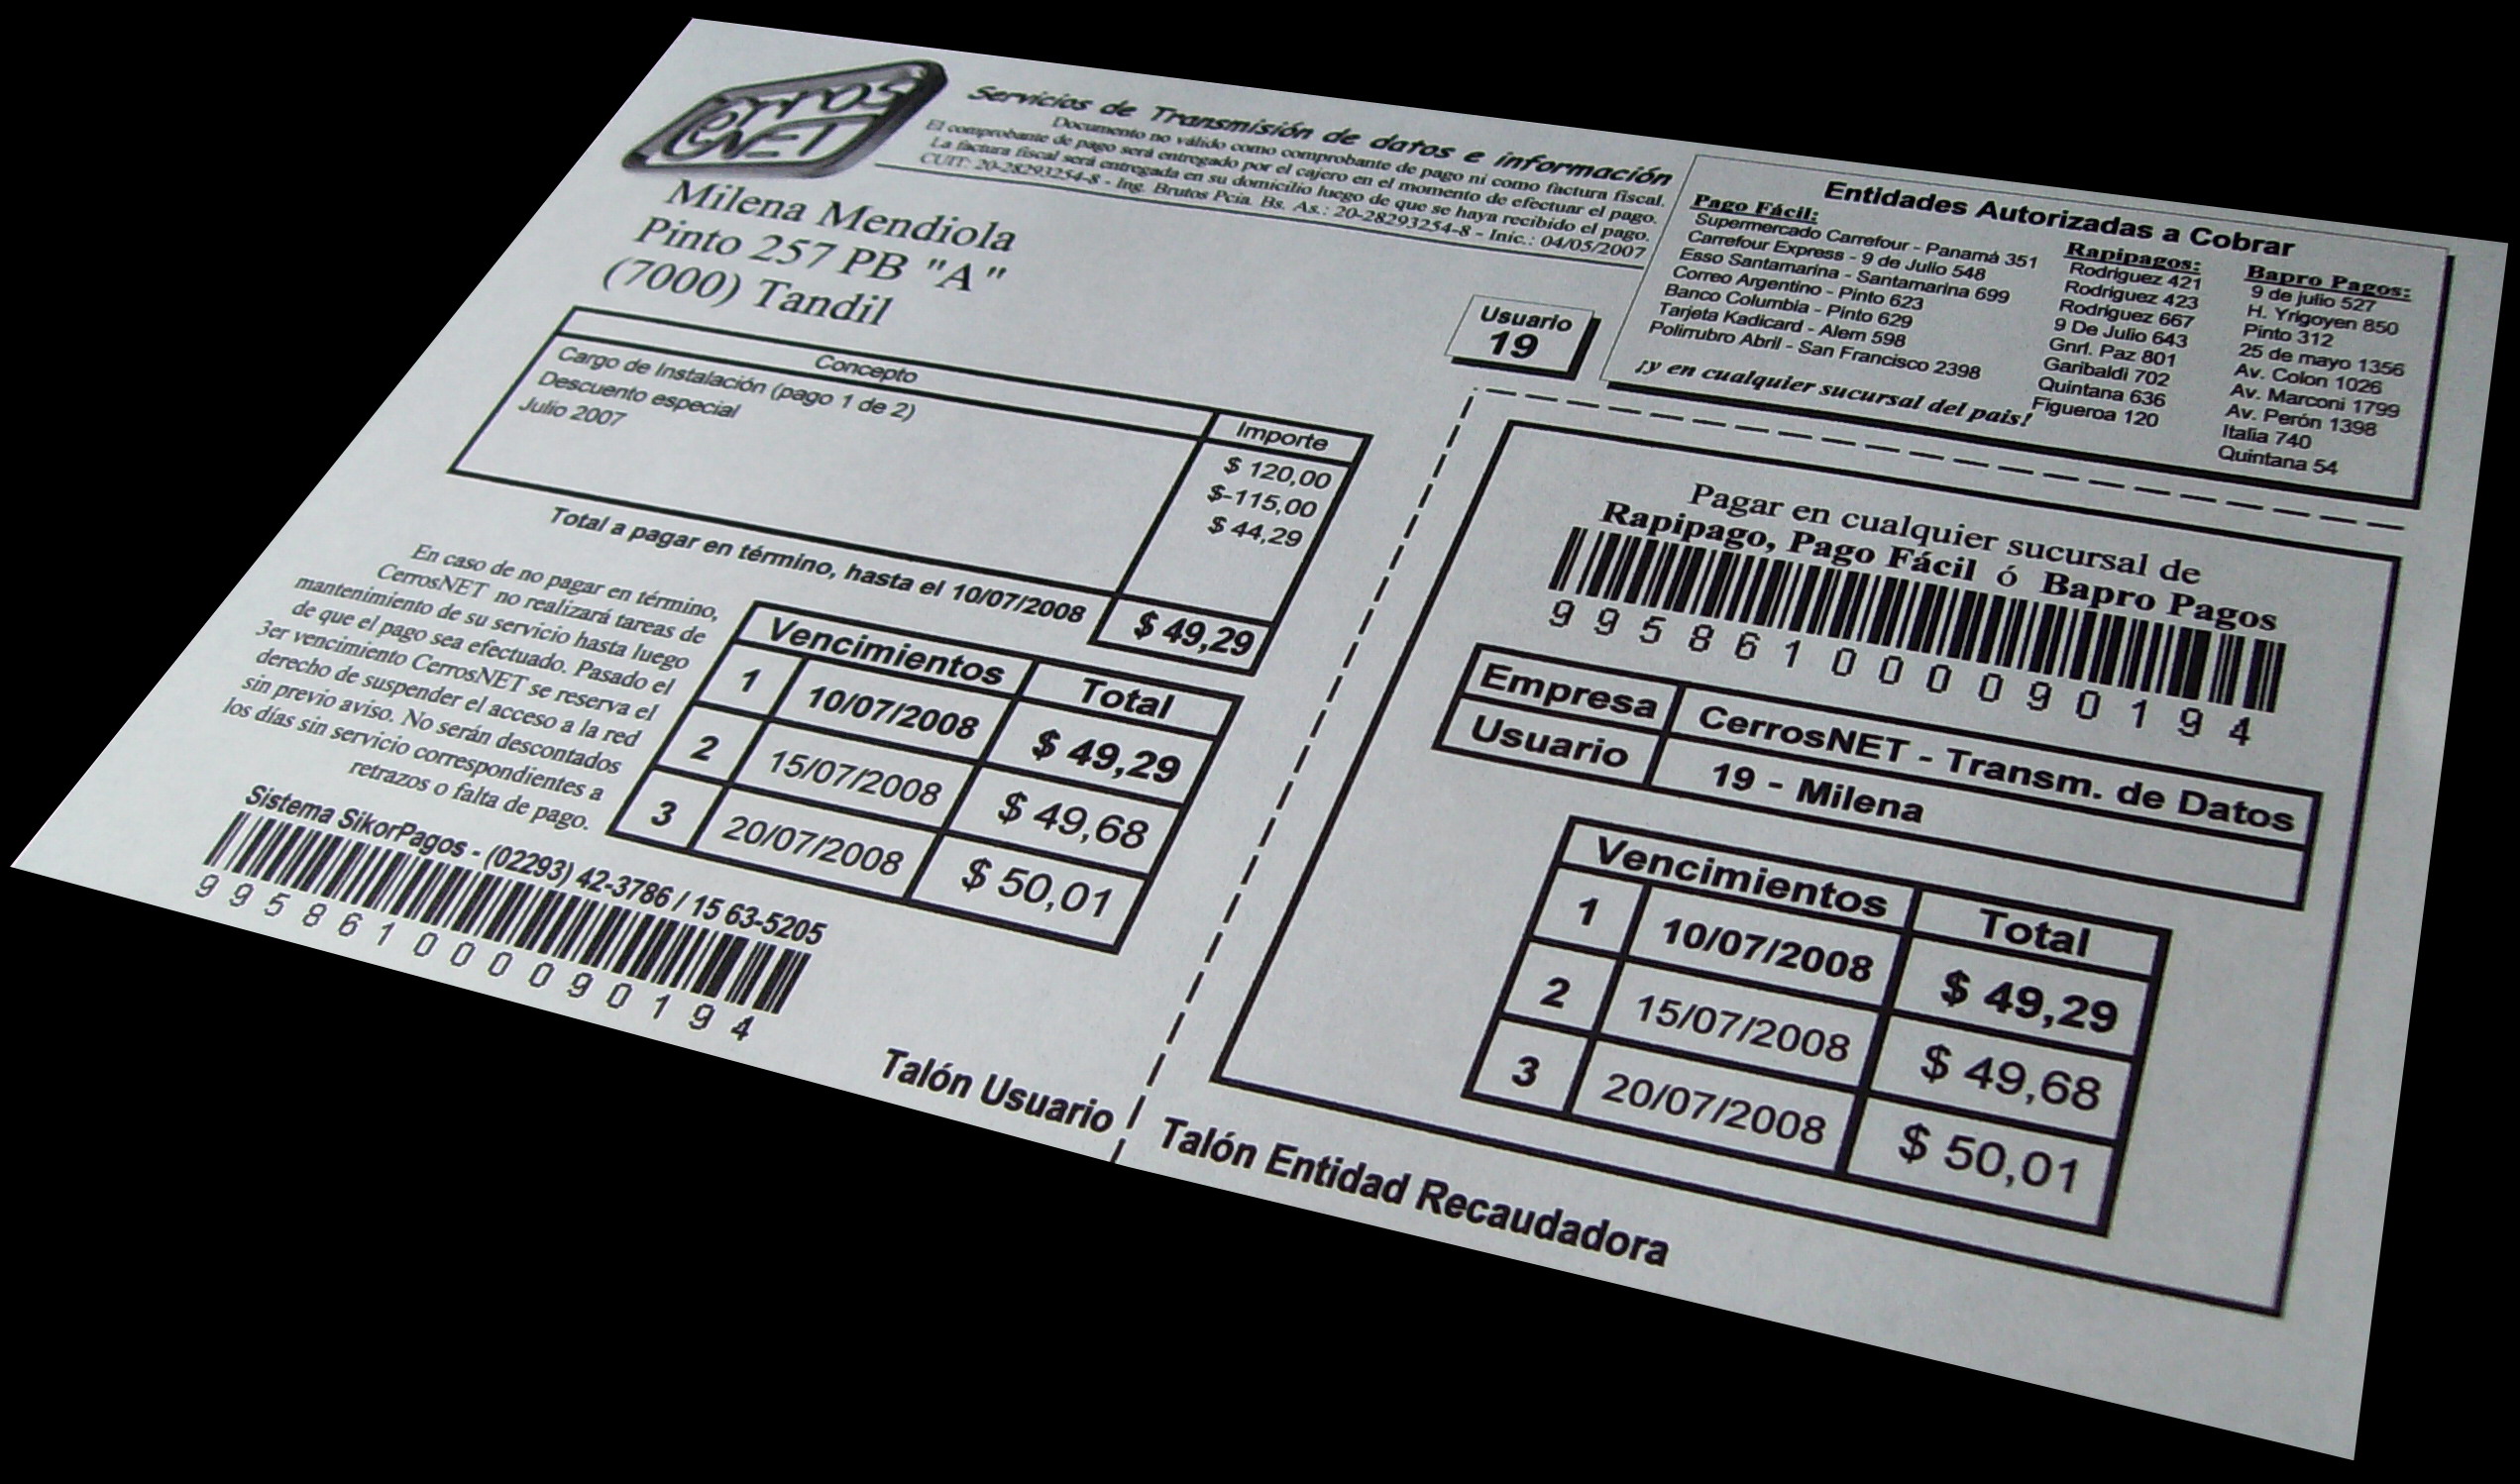 Cerros
NET
Servicios de Transmisión de datos e información
Documento no válido como comprobante de pago ni como factura fiscal.
El comprobante de pago será entregado por el cajero en el momento de efectuar el pago.
La factura fiscal será entregada en su domicilio luego de que se haya recibido el pago.
CUIT: 20-28293254-8 - Ing. Brutos Pcia. Bs. As.: 20-28293254-8 - Inic.: 04/05/2007
Milena Mendiola
Pinto 257 PB "A"
(7000) Tandil
Usuario
19
Entidades Autorizadas a Cobrar
Pago Fácil:
Supermercado Carrefour - Panamá 351
Carrefour Express - 9 de Julio 548
Esso Santamarina - Santamarina 699
Correo Argentino - Pinto 623
Banco Columbia - Pinto 629
Tarjeta Kadicard - Alem 598
Polirrubro Abril - San Francisco 2398
¡y en cualquier sucursal del pais!
Rapipagos:
Rodriguez 421
Rodriguez 423
Rodriguez 667
9 De Julio 643
Gnrl. Paz 801
Garibaldi 702
Quintana 636
Figueroa 120
Bapro Pagos:
9 de julio 527
H. Yrigoyen 850
Pinto 312
25 de mayo 1356
Av. Colon 1026
Av. Marconi 1799
Av. Perón 1398
Italia 740
Quintana 54
Concepto Importe
Cargo de Instalación (pago 1 de 2) $ 120,00
Descuento especial $-115,00
Julio 2007 $ 44,29
Total a pagar en término, hasta el 10/07/2008 $ 49,29
En caso de no pagar en término,
CerrosNET no realizará tareas de
mantenimiento de su servicio hasta luego
de que el pago sea efectuado. Pasado el
3er vencimiento CerrosNET se reserva el
derecho de suspender el acceso a la red
sin previo aviso. No serán descontados
los días sin servicio correspondientes a
retrazos o falta de pago.
Vencimientos Total
1 10/07/2008 $ 49,29
2 15/07/2008 $ 49,68
3 20/07/2008 $ 50,01
Sistema SikorPagos - (02293) 42-3786 / 15 63-5205
995861000090194
Talón Usuario
Pagar en cualquier sucursal de
Rapipago, Pago Fácil ó Bapro Pagos
995861000090194
Empresa CerrosNET - Transm. de Datos
Usuario 19 - Milena
Vencimientos Total
1 10/07/2008 $ 49,29
2 15/07/2008 $ 49,68
3 20/07/2008 $ 50,01
Talón Entidad Recaudadora